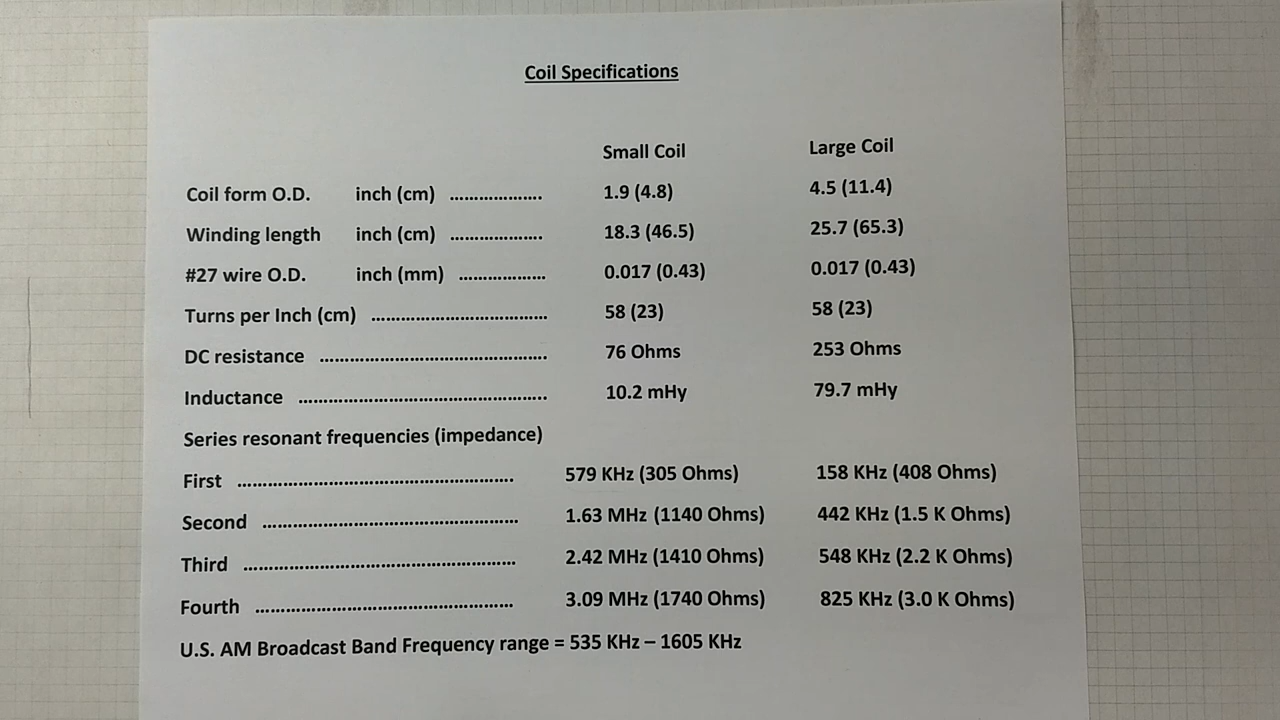 Coil Specifications
Small Coil Large Coil
Coil form O.D. inch (cm) .................... 1.9 (4.8) 4.5 (11.4)
Winding length inch (cm) .................... 18.3 (46.5) 25.7 (65.3)
#27 wire O.D. inch (mm) ................... 0.017 (0.43) 0.017 (0.43)
Turns per Inch (cm) ...................................... 58 (23) 58 (23)
DC resistance ................................................. 76 Ohms 253 Ohms
Inductance ..................................................... 10.2 mHy 79.7 mHy
Series resonant frequencies (impedance)
First ............................................................ 579 KHz (305 Ohms) 158 KHz (408 Ohms)
Second ....................................................... 1.63 MHz (1140 Ohms) 442 KHz (1.5 K Ohms)
Third ........................................................... 2.42 MHz (1410 Ohms) 548 KHz (2.2 K Ohms)
Fourth ........................................................ 3.09 MHz (1740 Ohms) 825 KHz (3.0 K Ohms)
U.S. AM Broadcast Band Frequency range = 535 KHz – 1605 KHz